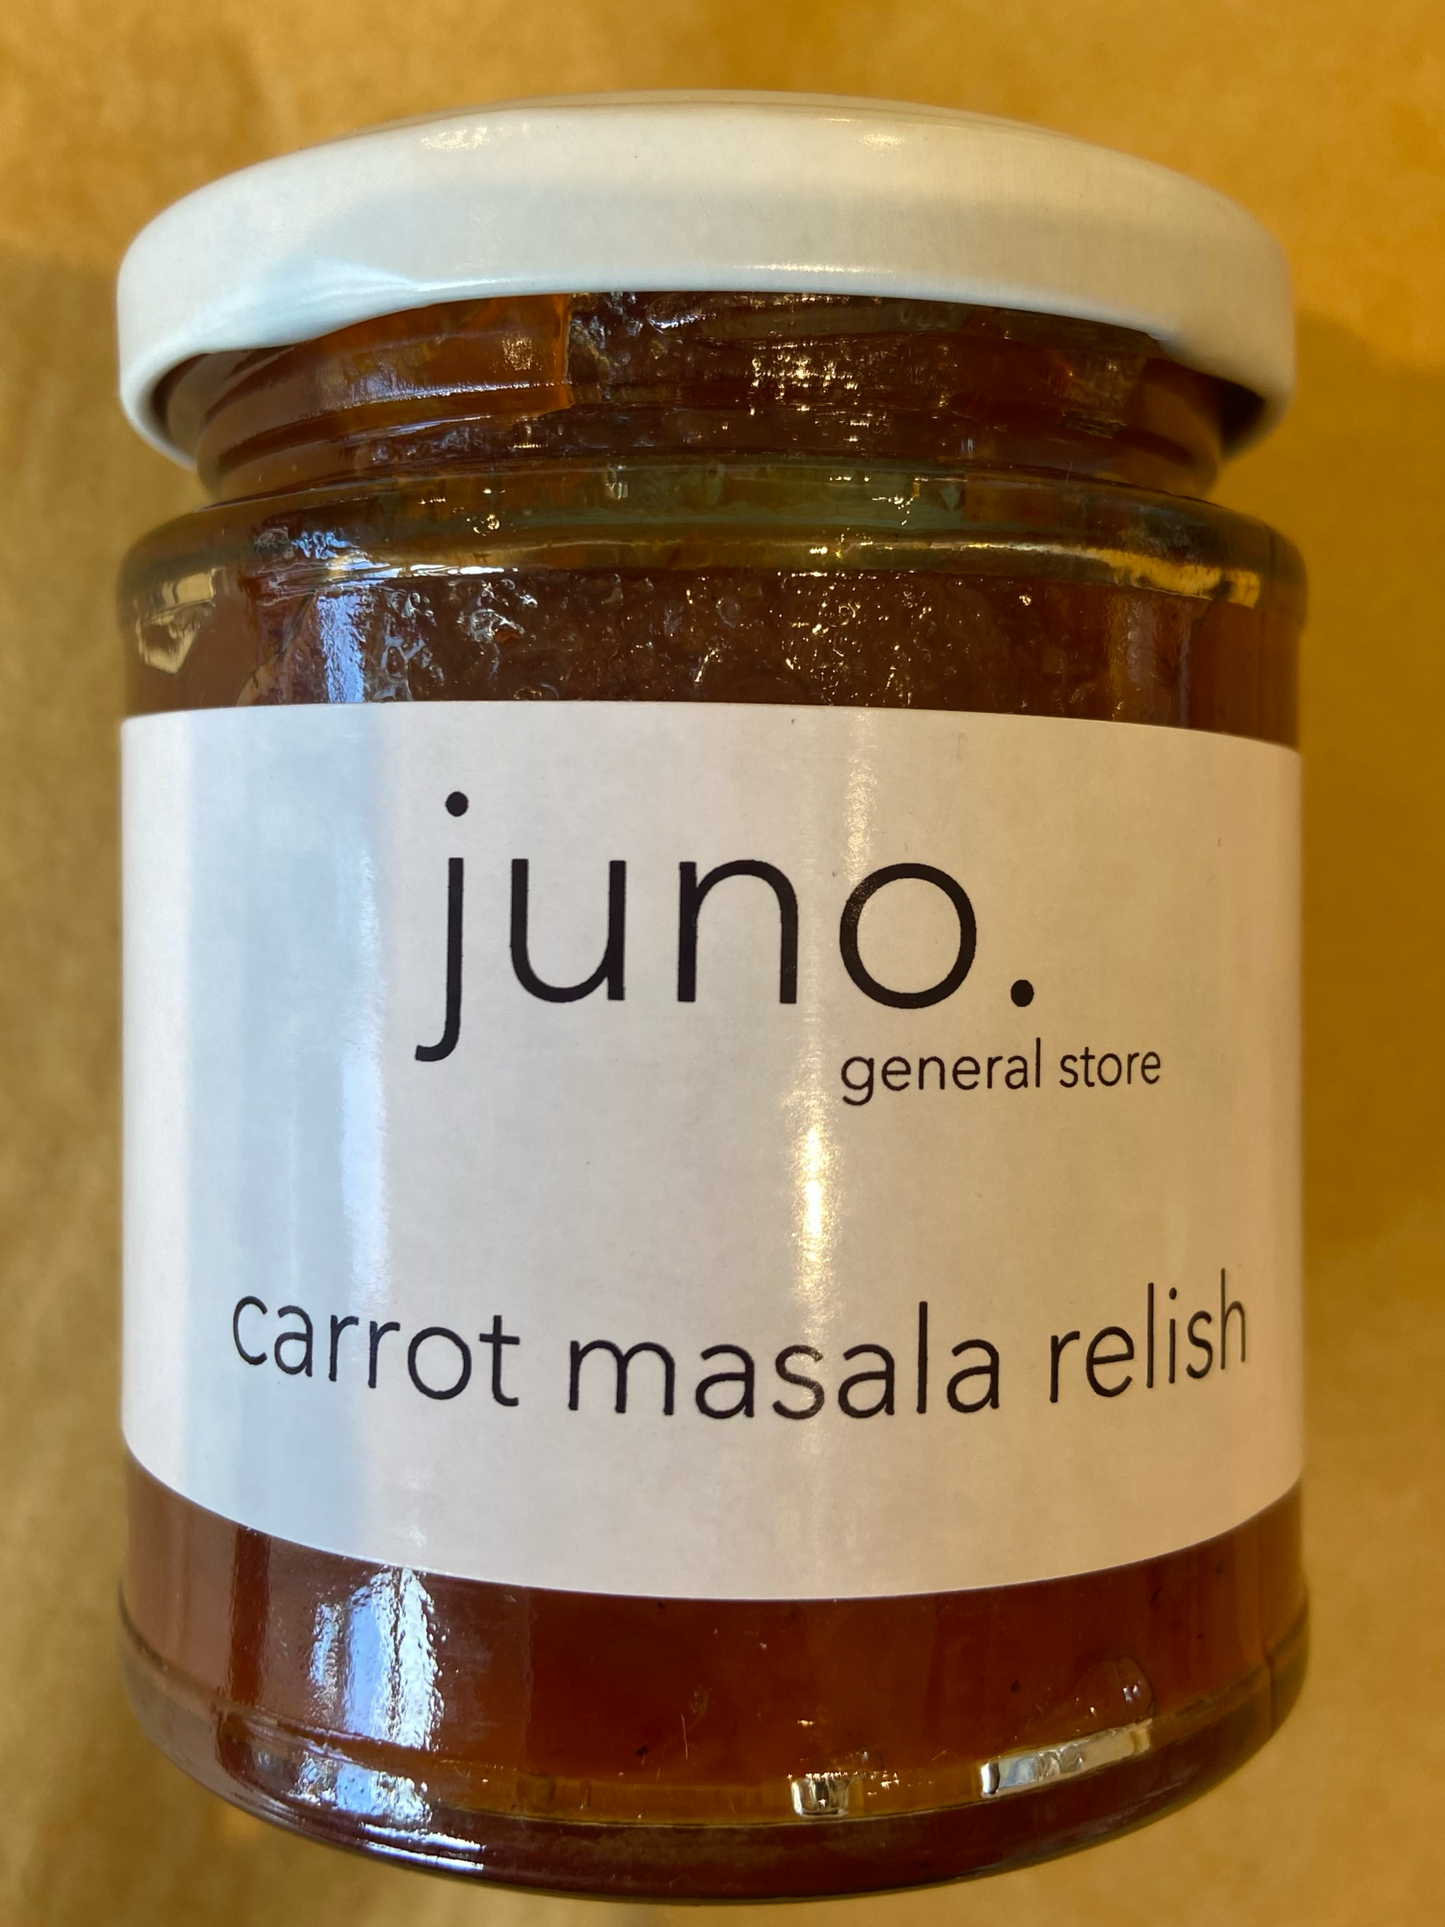 juno.
general store
carrot masala relish